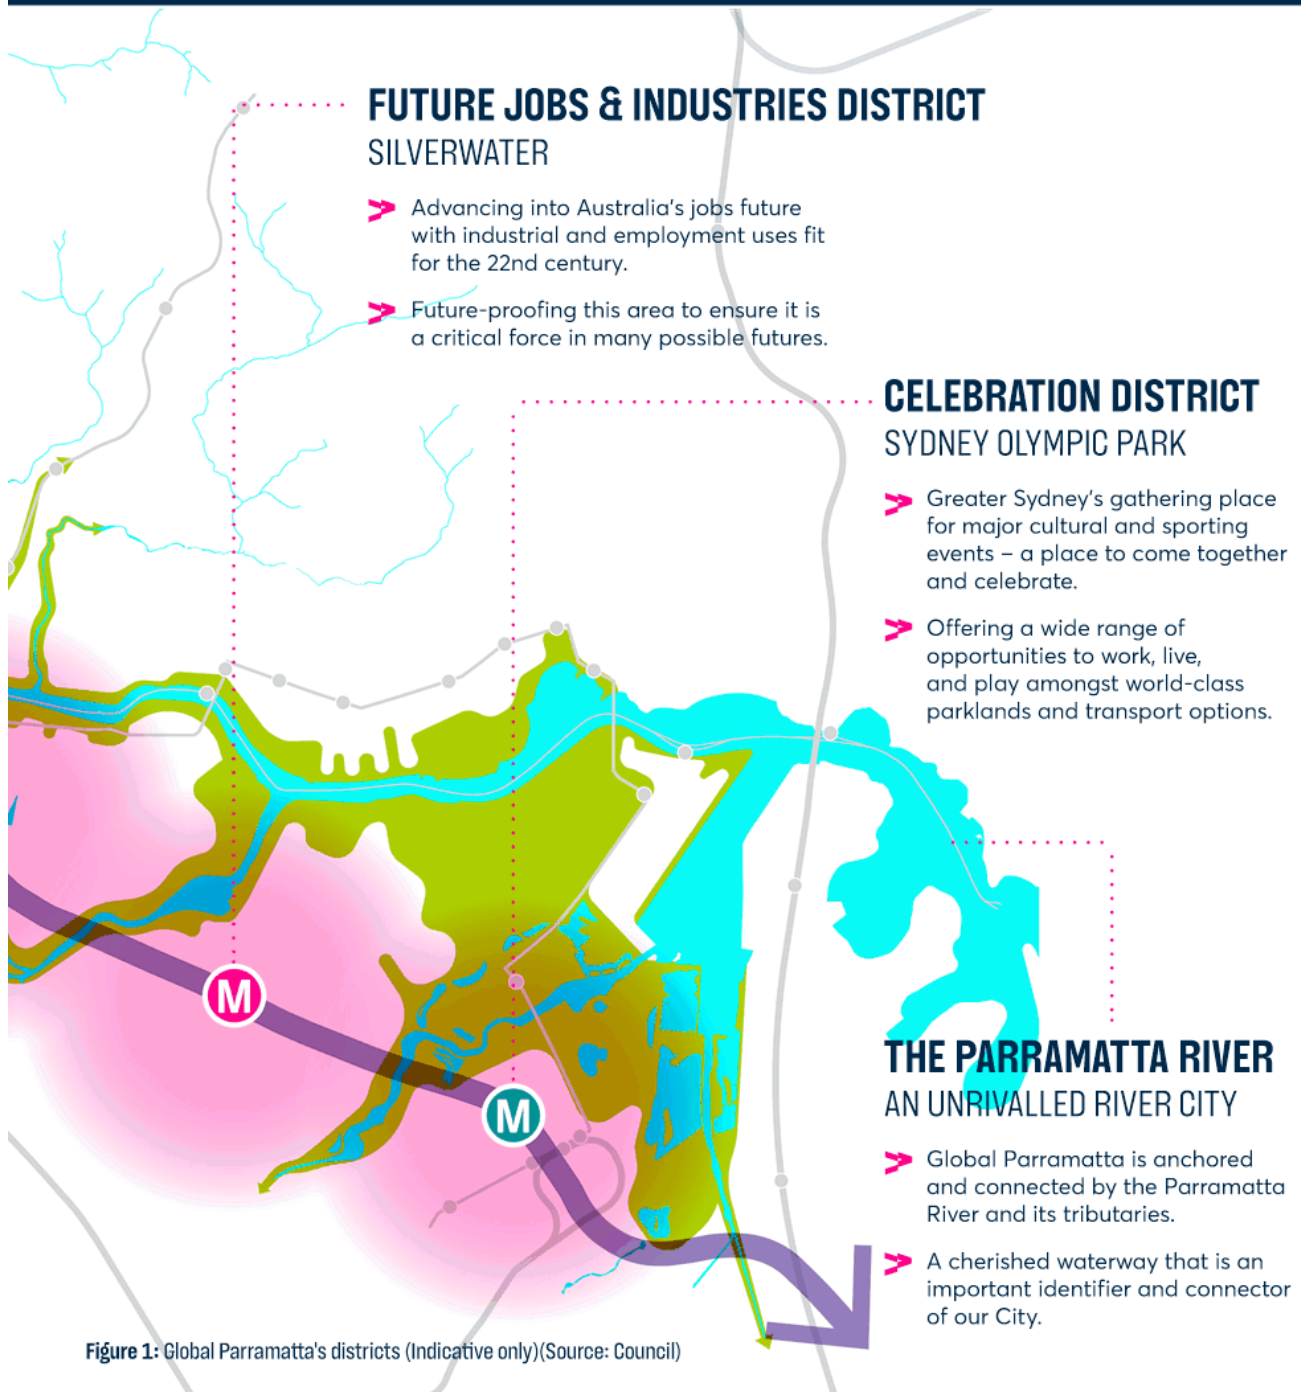 FUTURE JOBS & INDUSTRIES DISTRICT
SILVERWATER
Advancing into Australia's jobs future
with industrial and employment uses fit
for the 22nd century.
Future-proofing this area to ensure it is
a critical force in many possible futures.
CELEBRATION DISTRICT
SYDNEY OLYMPIC PARK
Greater Sydney's gathering place
for major cultural and sporting
events – a place to come together
and celebrate.
Offering a wide range of
opportunities to work, live,
and play amongst world-class
parklands and transport options.
M
M
THE PARRAMATTA RIVER
AN UNRIVALLED RIVER CITY
Global Parramatta is anchored
and connected by the Parramatta
River and its tributaries.
A cherished waterway that is an
important identifier and connector
of our City.
Figure 1: Global Parramatta's districts (Indicative only)(Source: Council)